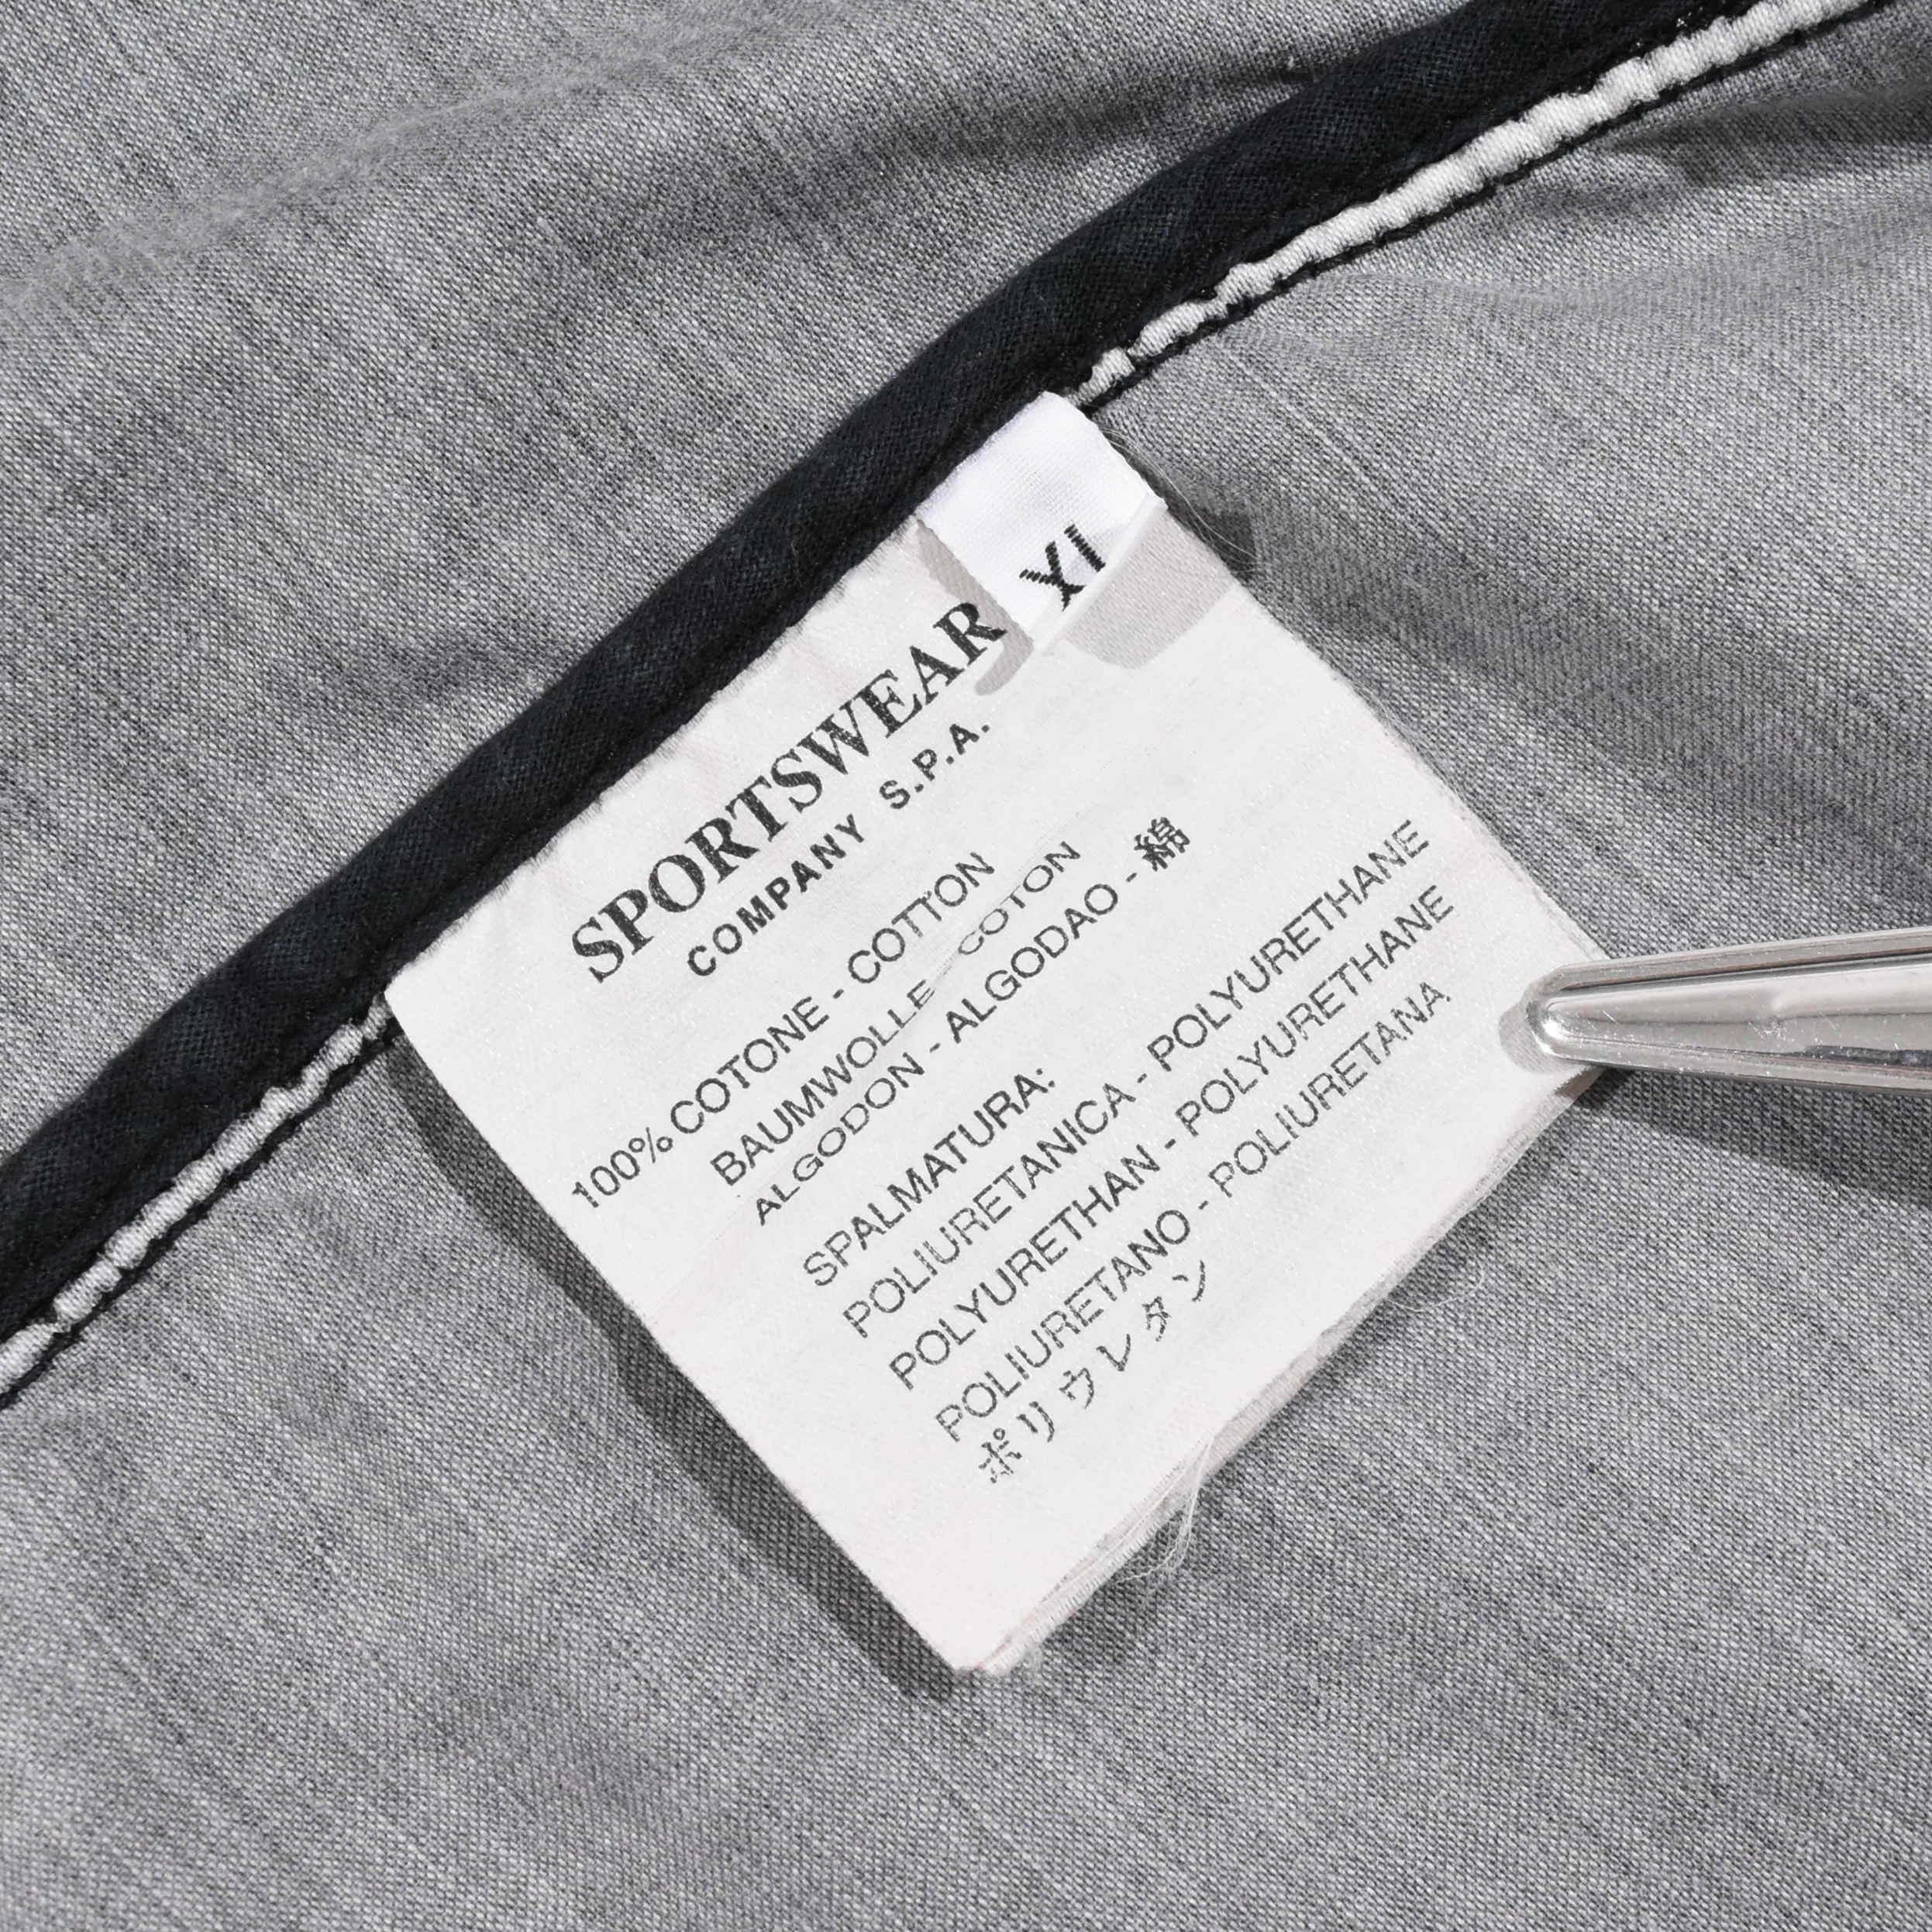 XL
SPORTSWEAR
COMPANY S.P.A.
100% COTONE - COTTON
BAUMWOLLE - COTON
ALGODON - ALGODAO - 綿
SPALMATURA:
POLIURETANICA - POLYURETHANE
POLYURETHAN - POLYURETHANE
POLIURETANO - POLIURETANA
ポリウレタン